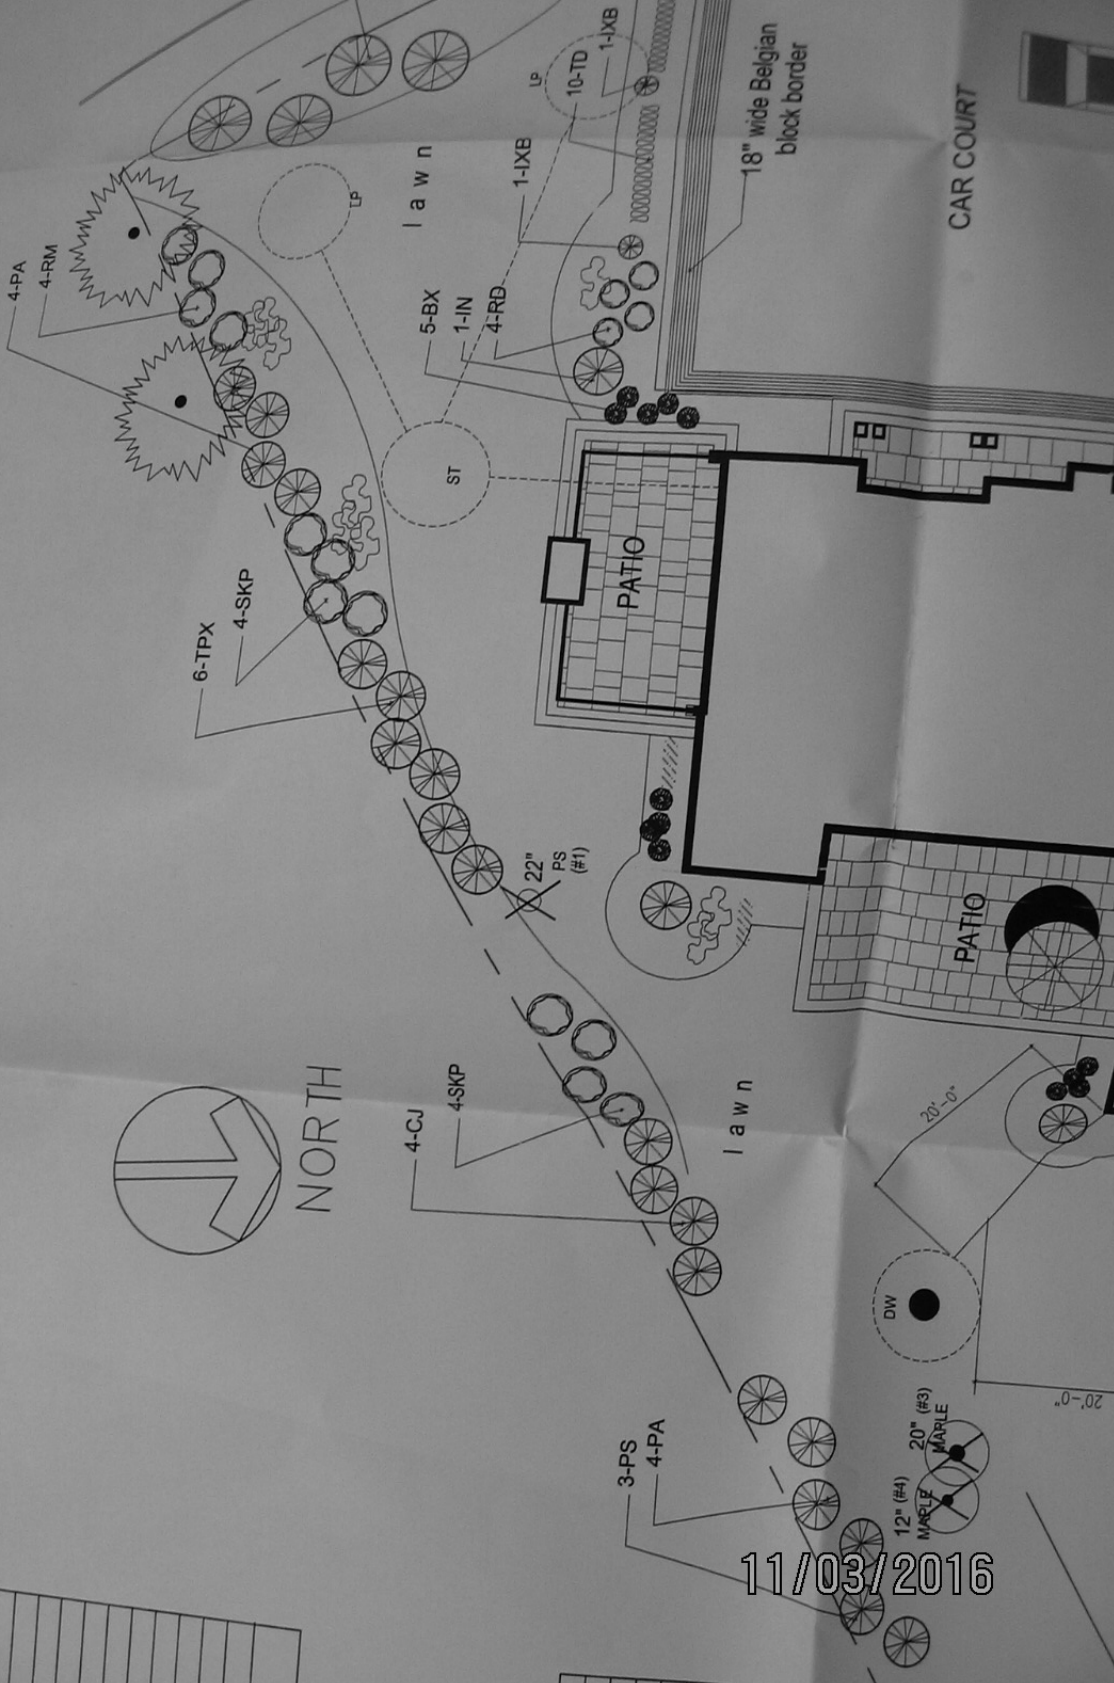 1-IXB
LP
10-TD
18" wide Belgian
block border
CAR COURT
lawn
1-IXB
LP
4-PA
4-RM
5-BX
1-IN
4-RD
ST
PATIO
6-TPX
4-SKP
22"
PS
(#1)
PATIO
NORTH
4-CJ
4-SKP
lawn
20'-0"
DW
20'-0"
3-PS
4-PA
20" (#3)
MAPLE
12" (#4)
MAPLE
11/03/2016